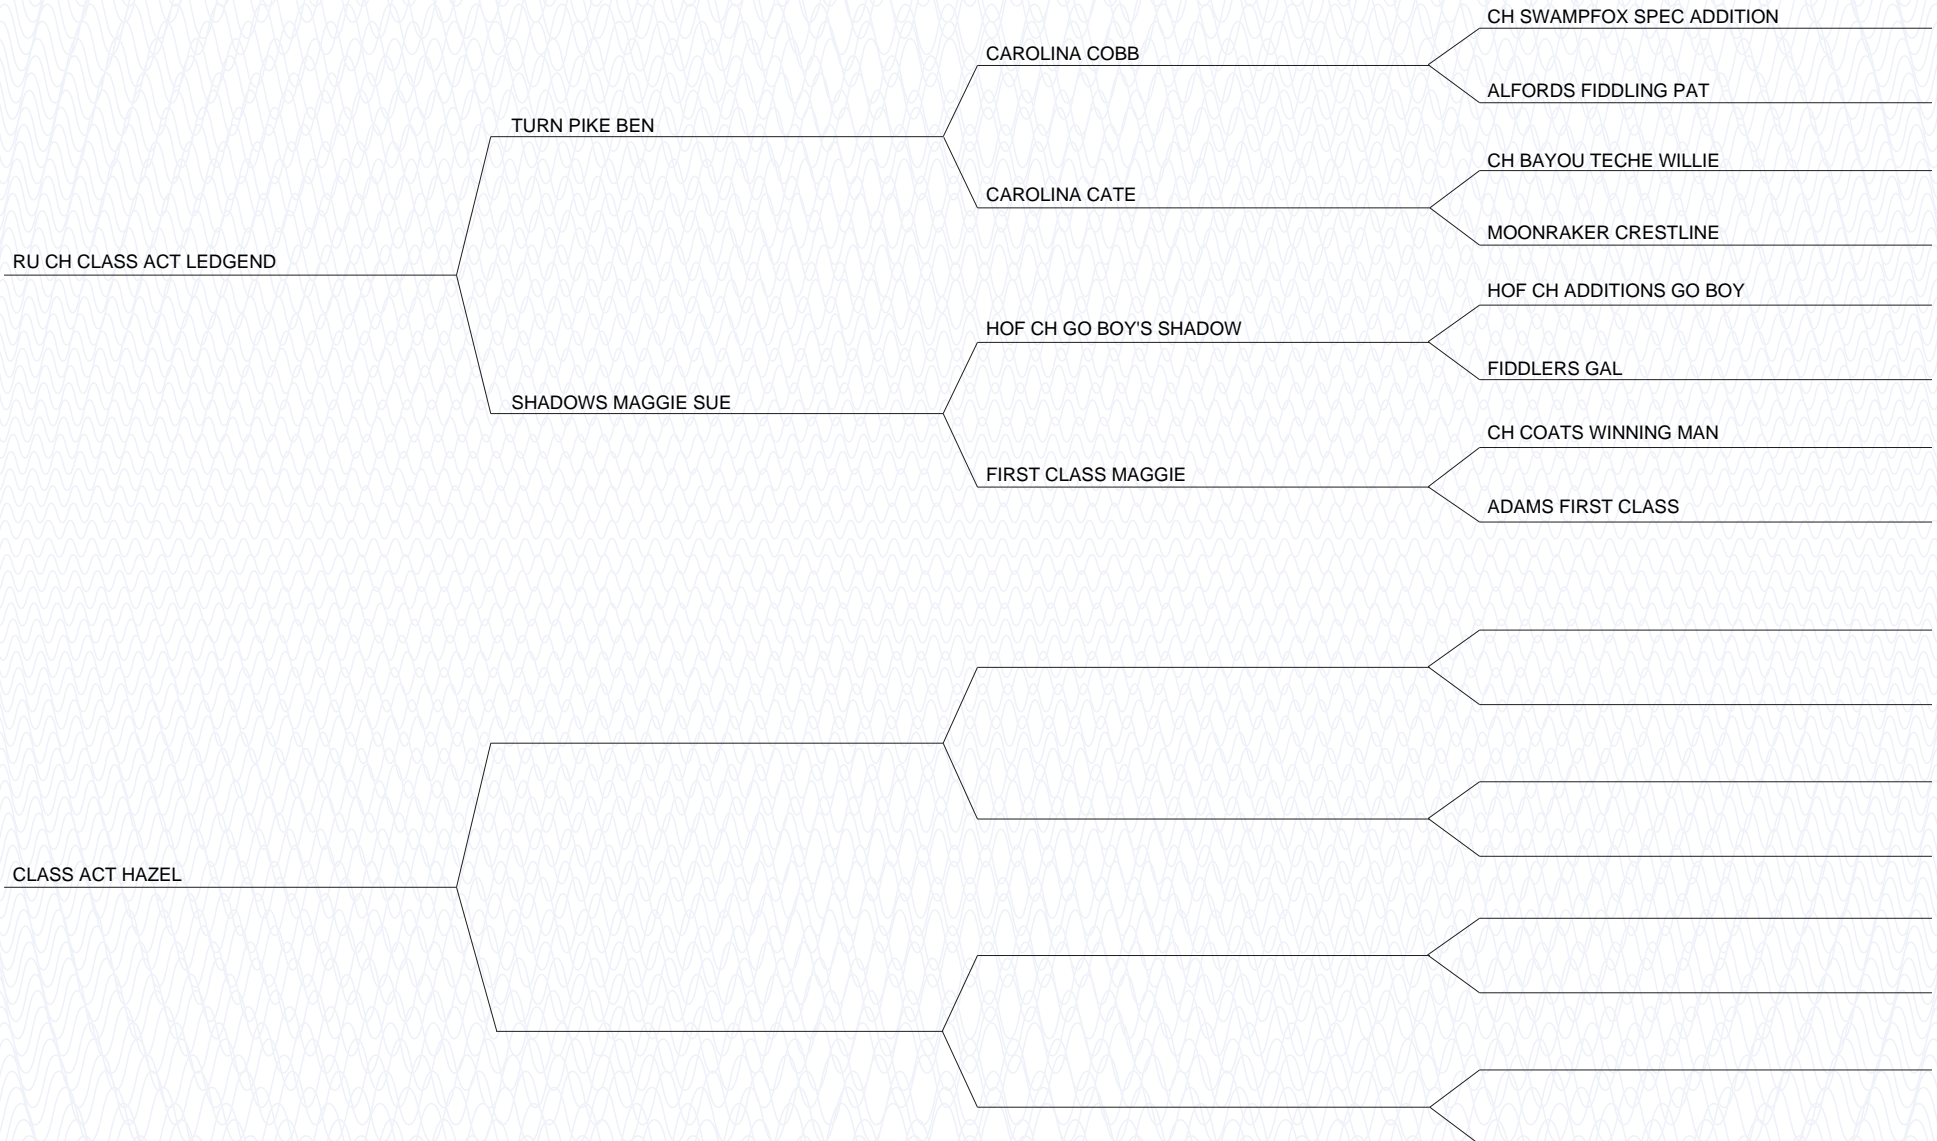 CH SWAMPFOX SPEC ADDITION
CAROLINA COBB
ALFORDS FIDDLING PAT
TURN PIKE BEN
CH BAYOU TECHE WILLIE
CAROLINA CATE
MOONRAKER CRESTLINE
RU CH CLASS ACT LEDGEND
HOF CH ADDITIONS GO BOY
HOF CH GO BOY'S SHADOW
FIDDLERS GAL
SHADOWS MAGGIE SUE
CH COATS WINNING MAN
FIRST CLASS MAGGIE
ADAMS FIRST CLASS
CLASS ACT HAZEL